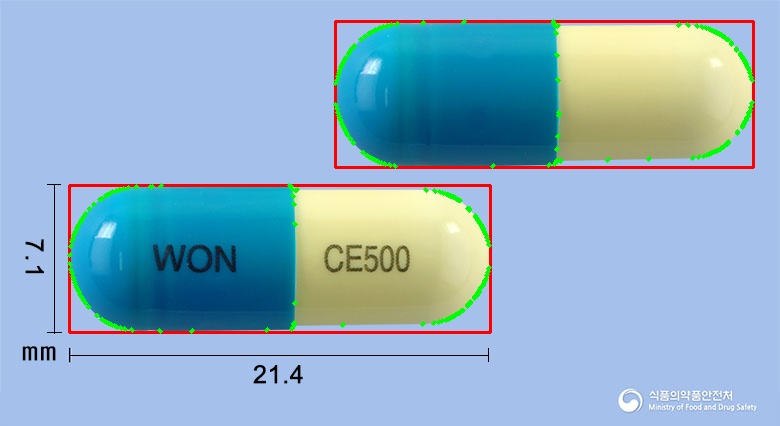 WON CE500
7.1
mm
21.4
식품의약품안전처
Ministry of Food and Drug Safety